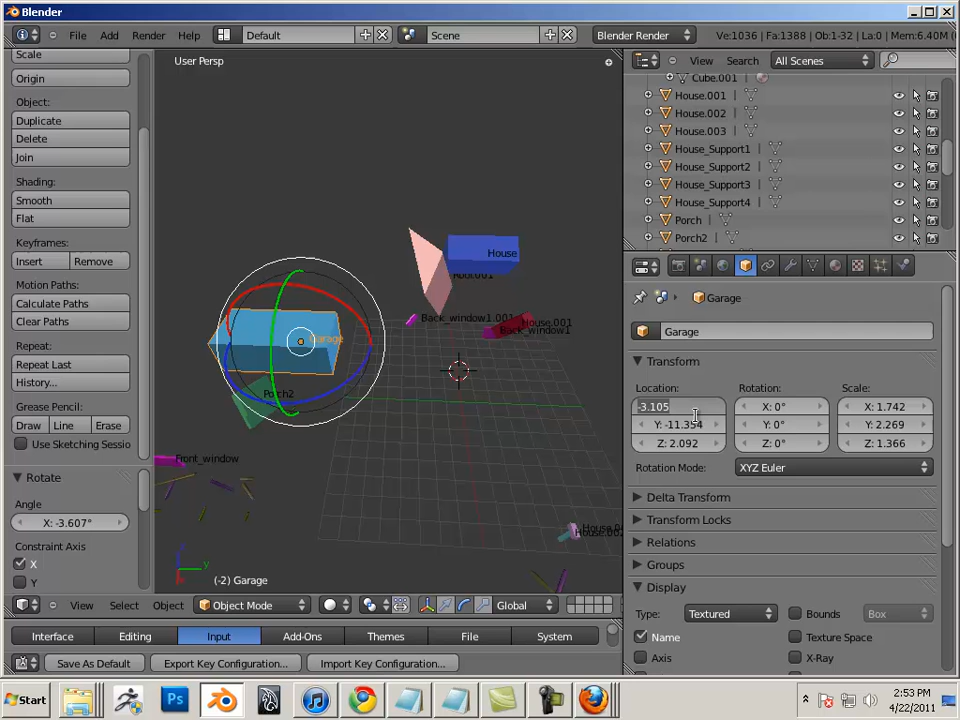 Blender
File Add Render Help Default Scene Blender Render Ve:1036 | Fa:1388 | Ob:1-32 | La:0 | Mem:6.40M
Scale
Origin
Object:
Duplicate
Delete
Join
Shading:
Smooth
Flat
Keyframes:
Insert Remove
Motion Paths:
Calculate Paths
Clear Paths
Repeat:
Repeat Last
History...
Grease Pencil:
Draw Line Erase
Use Sketching Sessio
Rotate
Angle
X: -3.607°
Constraint Axis
X
Y
User Persp
House
Back_window1.001
House.001
Back_window1
Garage
Porch2
Front_window
(-2) Garage
View Select Object Object Mode Global
View Search All Scenes
Cube.001
House.001
House.002
House.003
House_Support1
House_Support2
House_Support3
House_Support4
Porch
Porch2
Garage
Garage
Transform
Location: Rotation: Scale:
-3.105 X: 0° X: 1.742
Y: -11.354 Y: 0° Y: 2.269
Z: 2.092 Z: 0° Z: 1.366
Rotation Mode: XYZ Euler
Delta Transform
Transform Locks
Relations
Groups
Display
Type: Textured Bounds Box
Name Texture Space
Axis X-Ray
Interface Editing Input Add-Ons Themes File System
Save As Default Export Key Configuration... Import Key Configuration...
Start
Ps
2:53 PM
4/22/2011